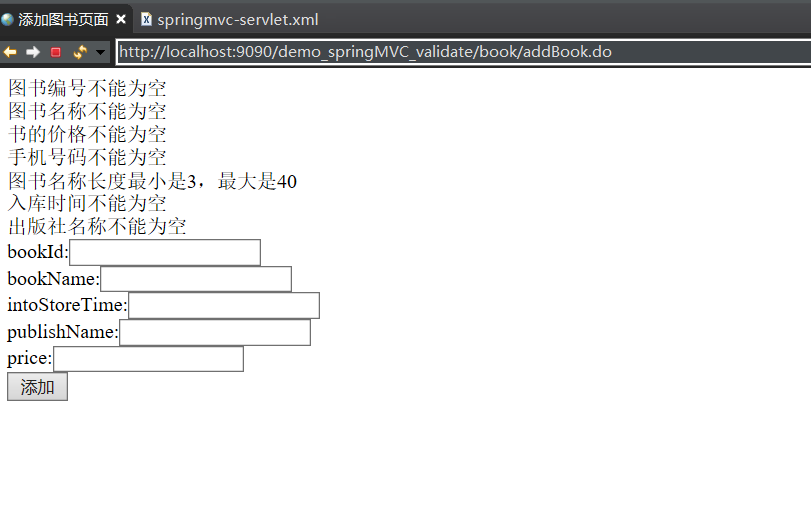 添加图书页面
springmvc-servlet.xml
http://localhost:9090/demo_springMVC_validate/book/addBook.do
图书编号不能为空
图书名称不能为空
书的价格不能为空
手机号码不能为空
图书名称长度最小是3，最大是40
入库时间不能为空
出版社名称不能为空
bookId:
bookName:
intoStoreTime:
publishName:
price:
添加